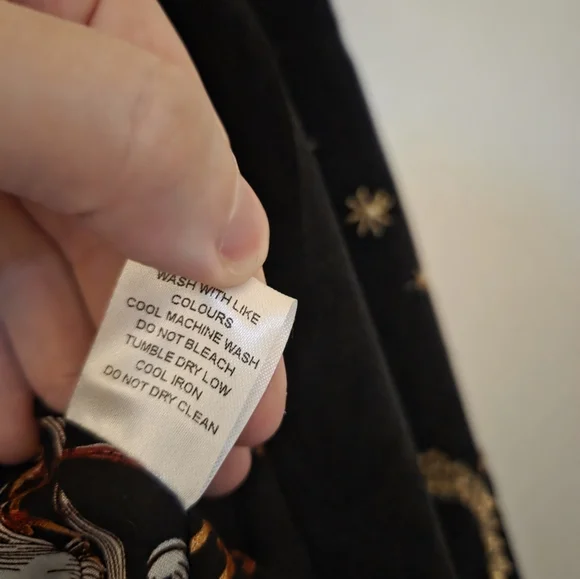 WASH WITH LIKE
COLOURS
COOL MACHINE WASH
DO NOT BLEACH
TUMBLE DRY LOW
COOL IRON
DO NOT DRY CLEAN